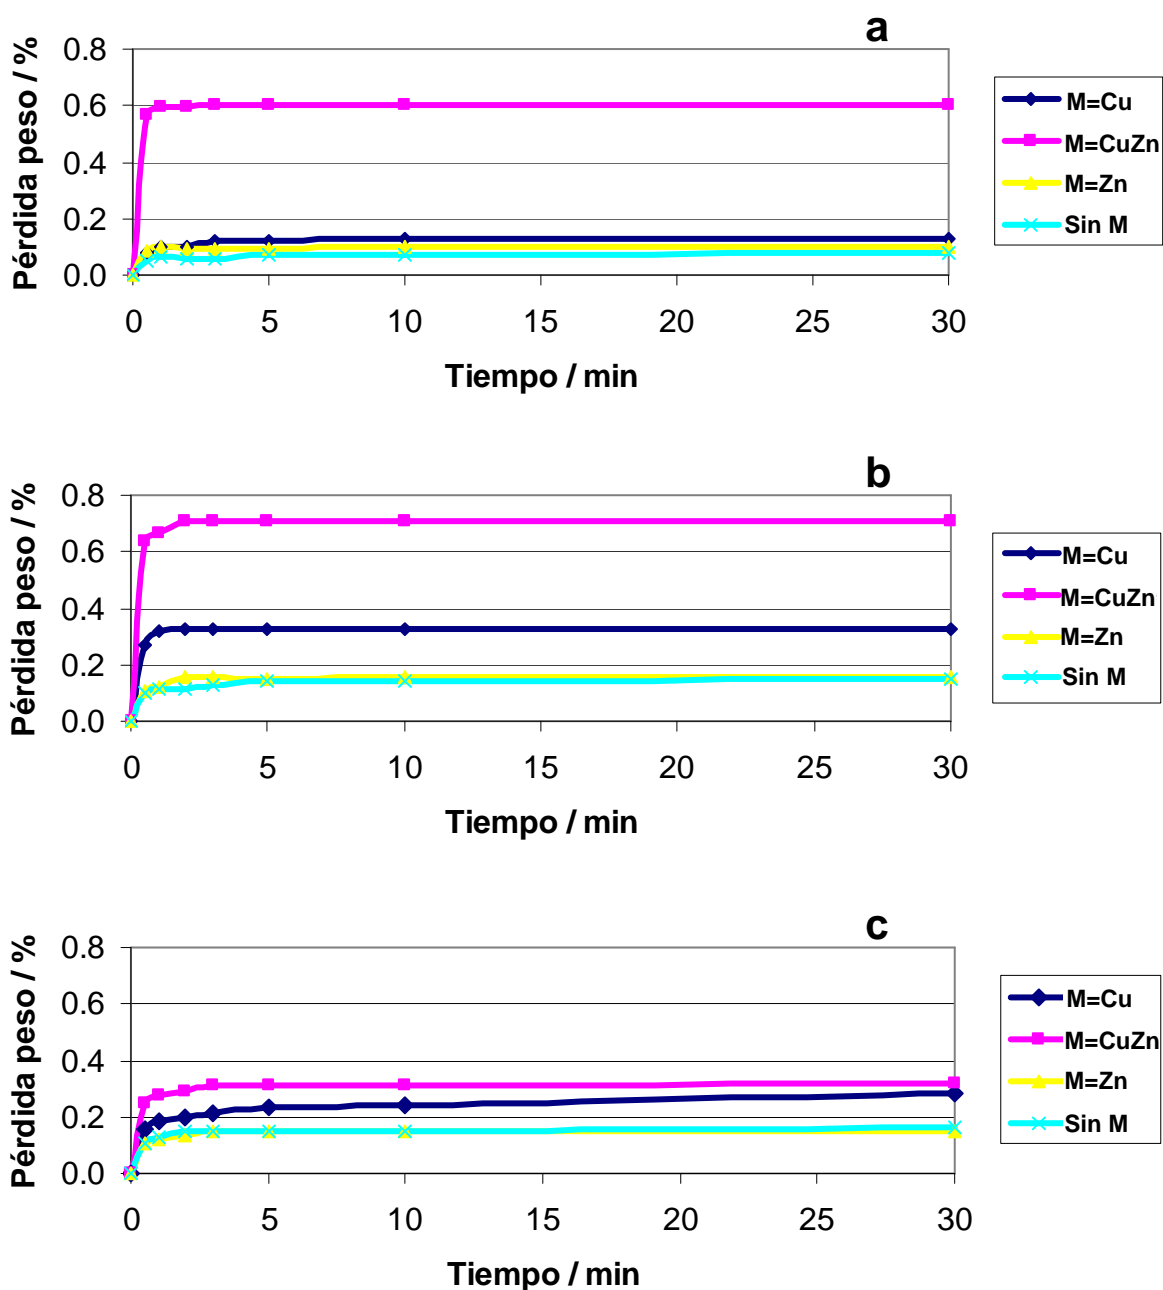 a
0.8
0.6
0.4
0.2
0.0
Pérdida peso / %
0 5 10 15 20 25 30
Tiempo / min
M=Cu
M=CuZn
M=Zn
Sin M
b
0.8
0.6
0.4
0.2
0.0
Pérdida peso / %
0 5 10 15 20 25 30
Tiempo / min
M=Cu
M=CuZn
M=Zn
Sin M
c
0.8
0.6
0.4
0.2
0.0
Pérdida peso / %
0 5 10 15 20 25 30
Tiempo / min
M=Cu
M=CuZn
M=Zn
Sin M